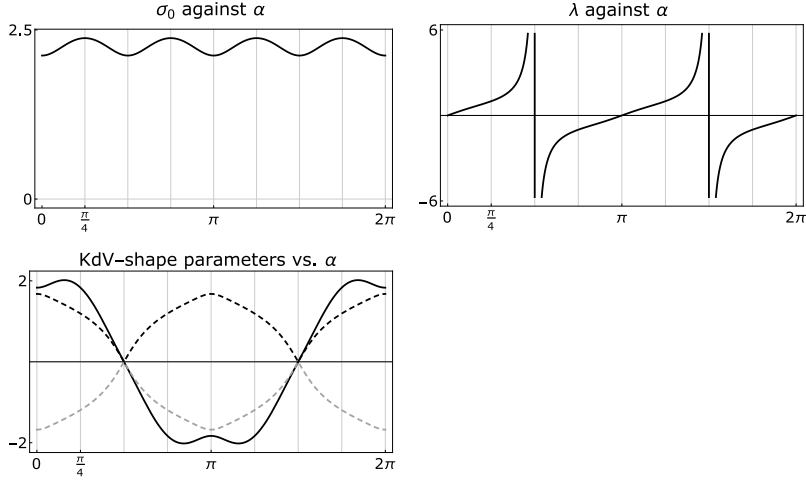 σ₀ against α
2.5
0
0 π/4 π 2π
λ against α
6
-6
0 π/4 π 2π
KdV-shape parameters vs. α
2
-2
0 π/4 π 2π